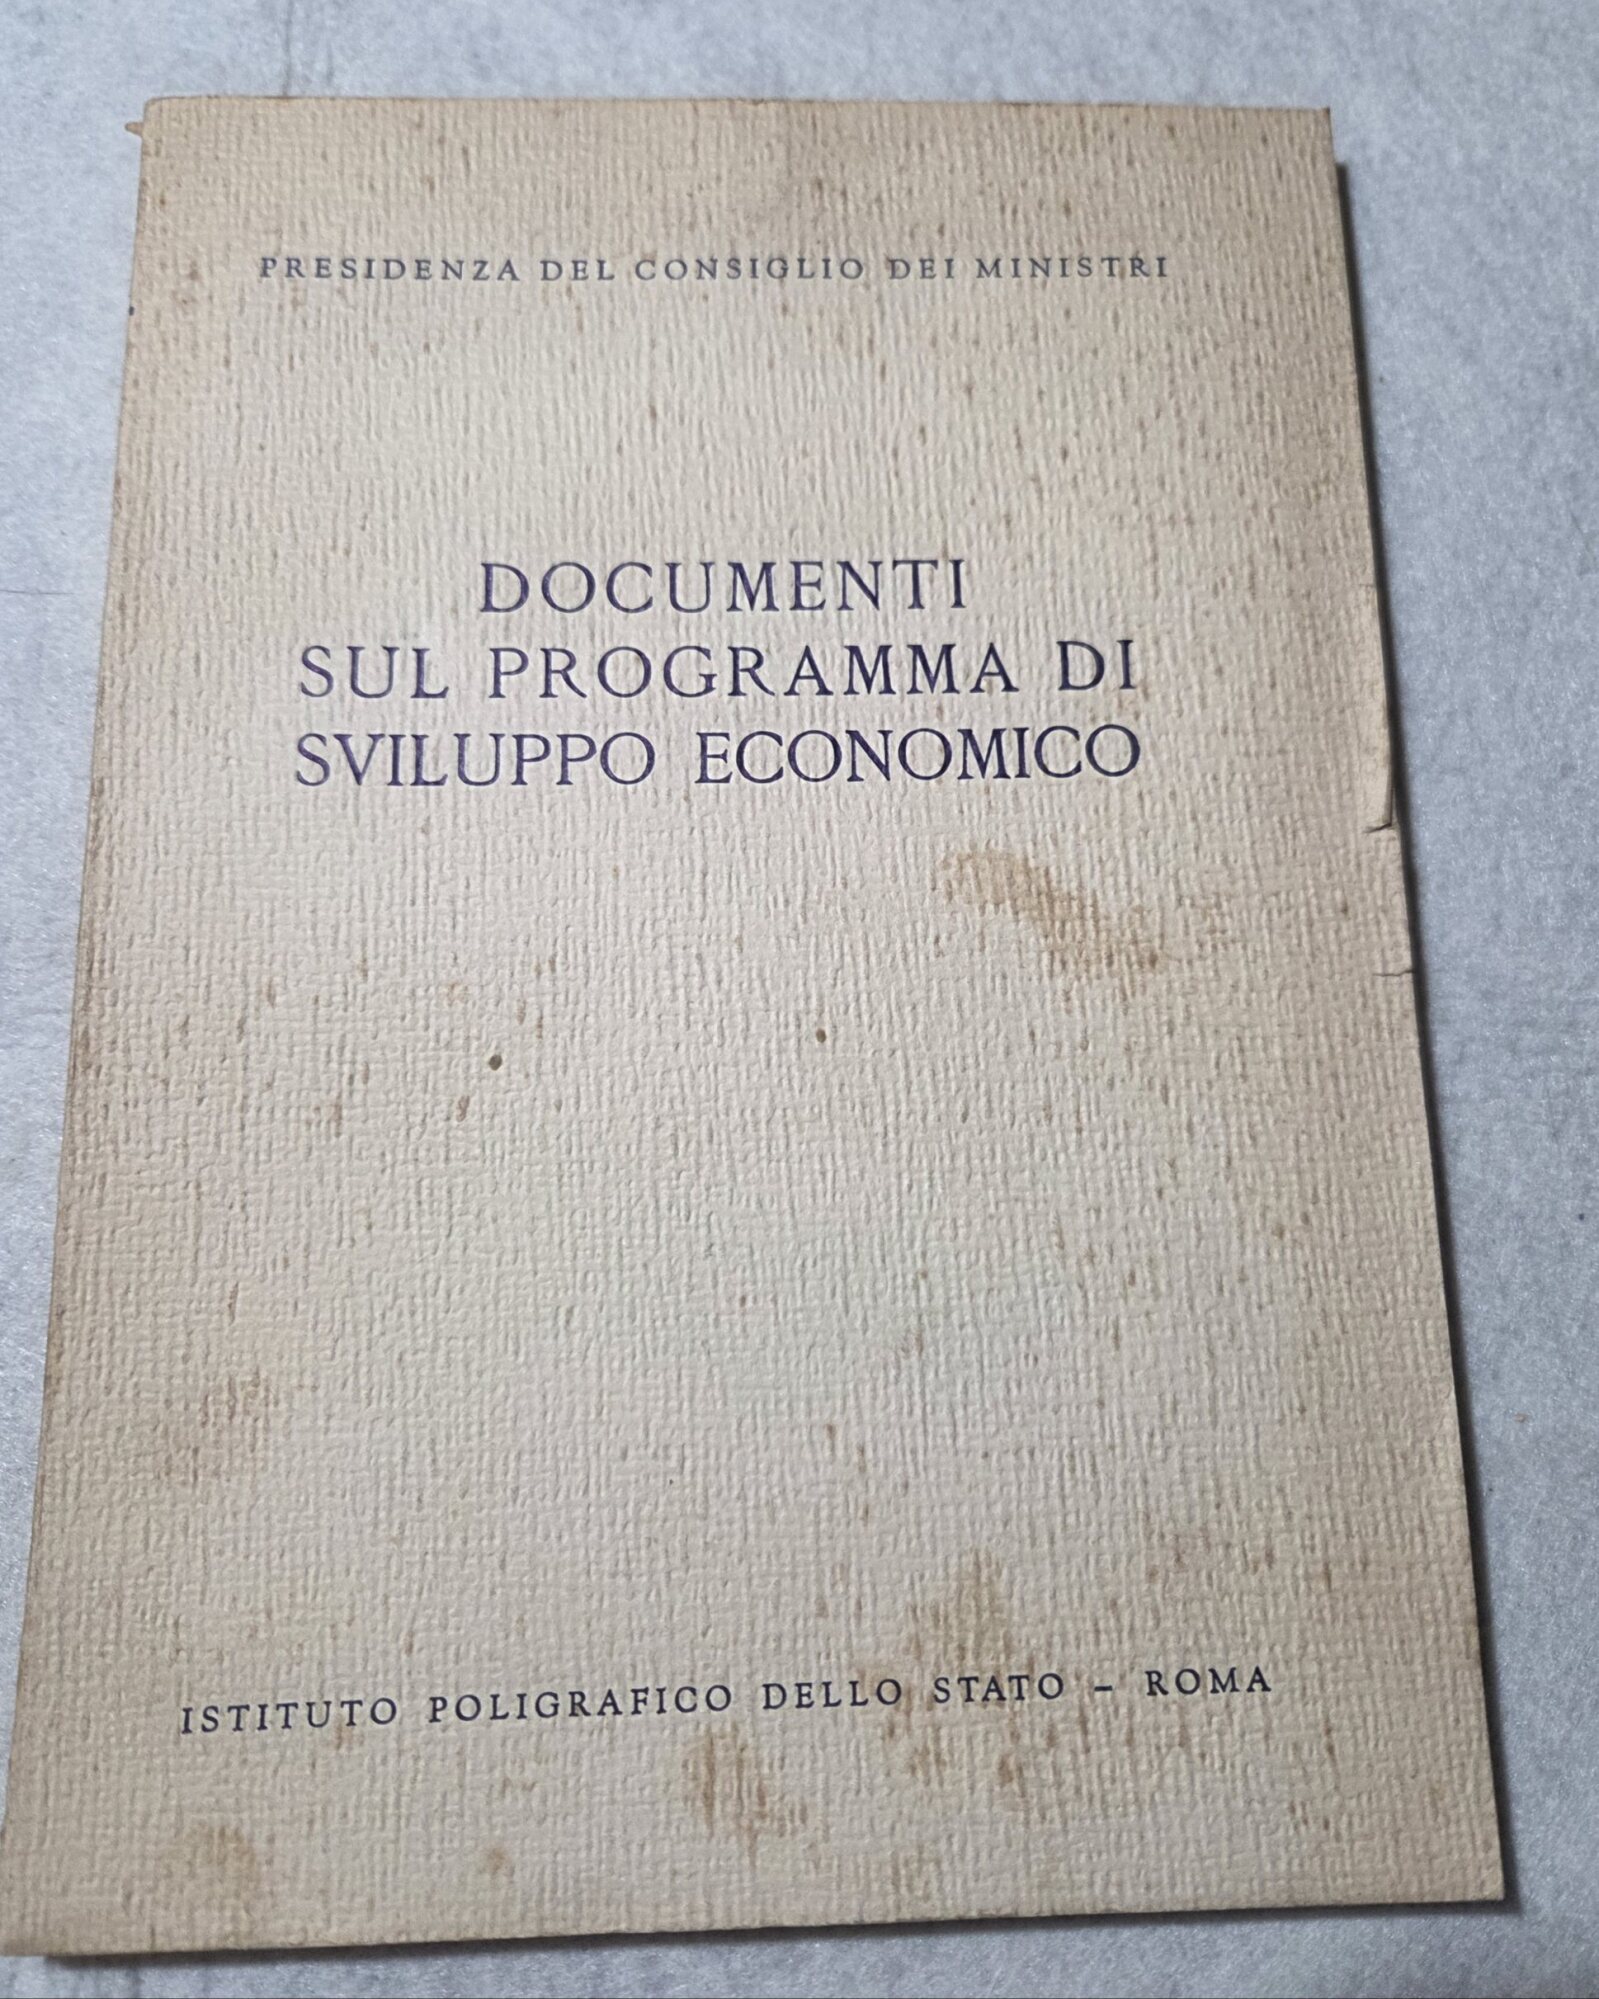 PRESIDENZA DEL CONSIGLIO DEI MINISTRI
DOCUMENTI
SUL PROGRAMMA DI
SVILUPPO ECONOMICO
ISTITUTO POLIGRAFICO DELLO STATO - ROMA